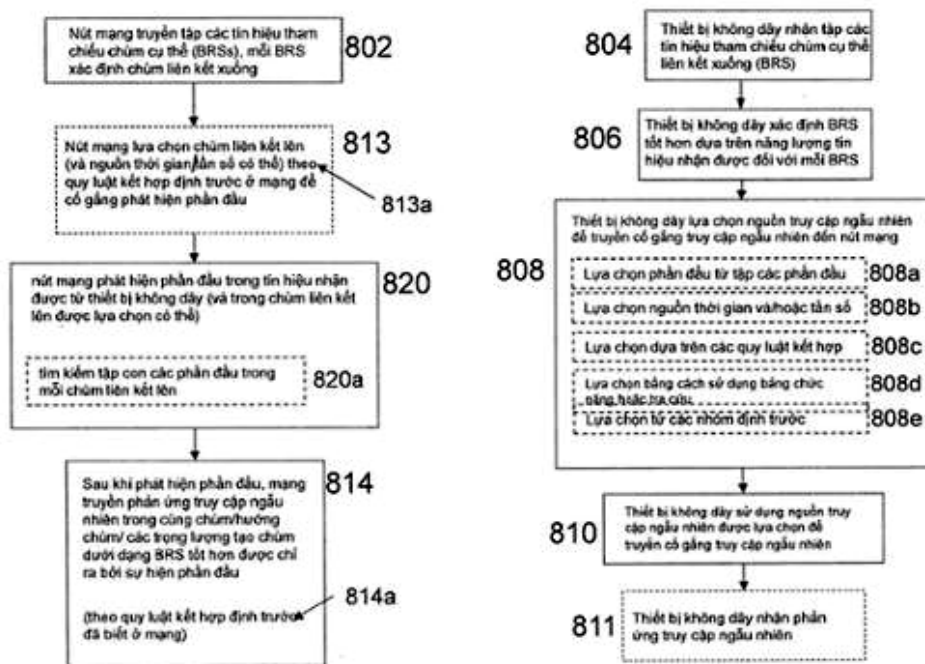 Nút mạng truyền tập các tín hiệu tham
chiếu chùm cụ thể (BRSs), mỗi BRS
xác định chùm liên kết xuống
802
Nút mạng lựa chọn chùm liên kết lên
(và nguồn thời gian/tần số có thể) theo
quy luật kết hợp định trước ở mạng để
cố gắng phát hiện phần đầu
813
813a
nút mạng phát hiện phần đầu trong tín hiệu nhận
được từ thiết bị không dây (và trong chùm liên kết
lên được lựa chọn có thể)
820
tìm kiếm tập con các phần đầu trong
mỗi chùm liên kết lên
820a
Sau khi phát hiện phần đầu, mạng
truyền phản ứng truy cập ngẫu
nhiên trong cùng chùm/hướng
chùm/ các trọng lượng tạo chùm
dưới dạng BRS tốt hơn được chỉ
ra bởi sự hiện phần đầu
814
(theo quy luật kết hợp định trước
đã biết ở mạng)
814a
804
Thiết bị không dây nhận tập các
tín hiệu tham chiếu chùm cụ thể
liên kết xuống (BRS)
806
Thiết bị không dây xác định BRS
tốt hơn dựa trên năng lượng tín
hiệu nhận được đối với mỗi BRS
808
Thiết bị không dây lựa chọn nguồn truy cập ngẫu nhiên
để truyền cố gắng truy cập ngẫu nhiên đến nút mạng
Lựa chọn phần đầu từ tập các phần đầu
808a
Lựa chọn nguồn thời gian và/hoặc tần số
808b
Lựa chọn dựa trên các quy luật kết hợp
808c
Lựa chọn bằng cách sử dụng bảng chức
năng hoặc tra cứu
808d
Lựa chọn từ các nhóm định trước
808e
810
Thiết bị không dây sử dụng nguồn truy
cập ngẫu nhiên được lựa chọn để
truyền cố gắng truy cập ngẫu nhiên
811
Thiết bị không dây nhận phản
ứng truy cập ngẫu nhiên